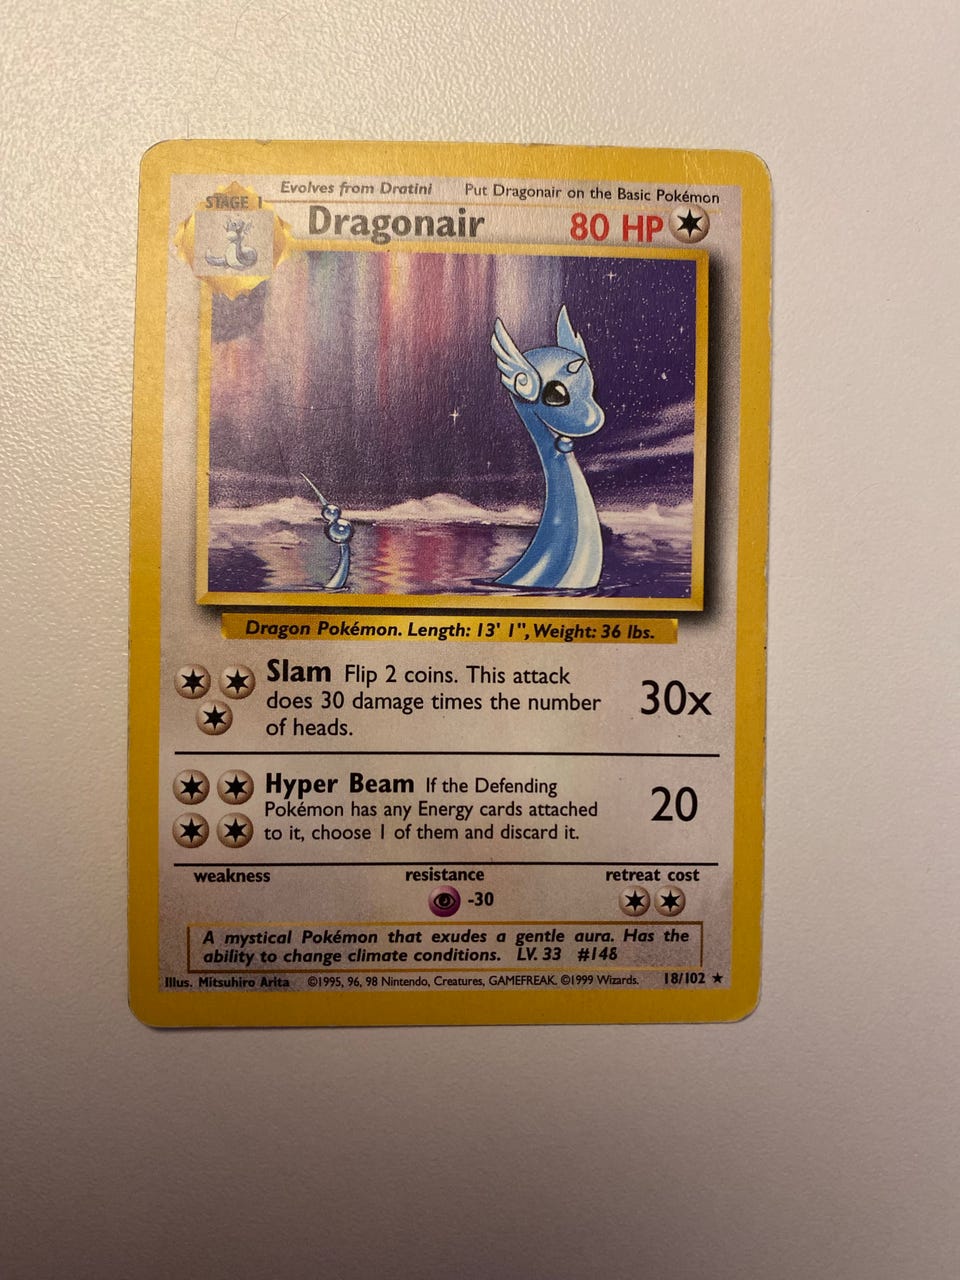 Evolves from Dratini Put Dragonair on the Basic Pokémon
STAGE 1
Dragonair 80 HP
Dragon Pokémon. Length: 13' 1", Weight: 36 lbs.
Slam Flip 2 coins. This attack
does 30 damage times the number
of heads.
30x
Hyper Beam If the Defending
Pokémon has any Energy cards attached
to it, choose 1 of them and discard it.
20
weakness resistance retreat cost
-30
A mystical Pokémon that exudes a gentle aura. Has the
ability to change climate conditions. LV. 33 #148
Illus. Mitsuhiro Arita ©1995, 96, 98 Nintendo, Creatures, GAMEFREAK. ©1999 Wizards. 18/102 ★